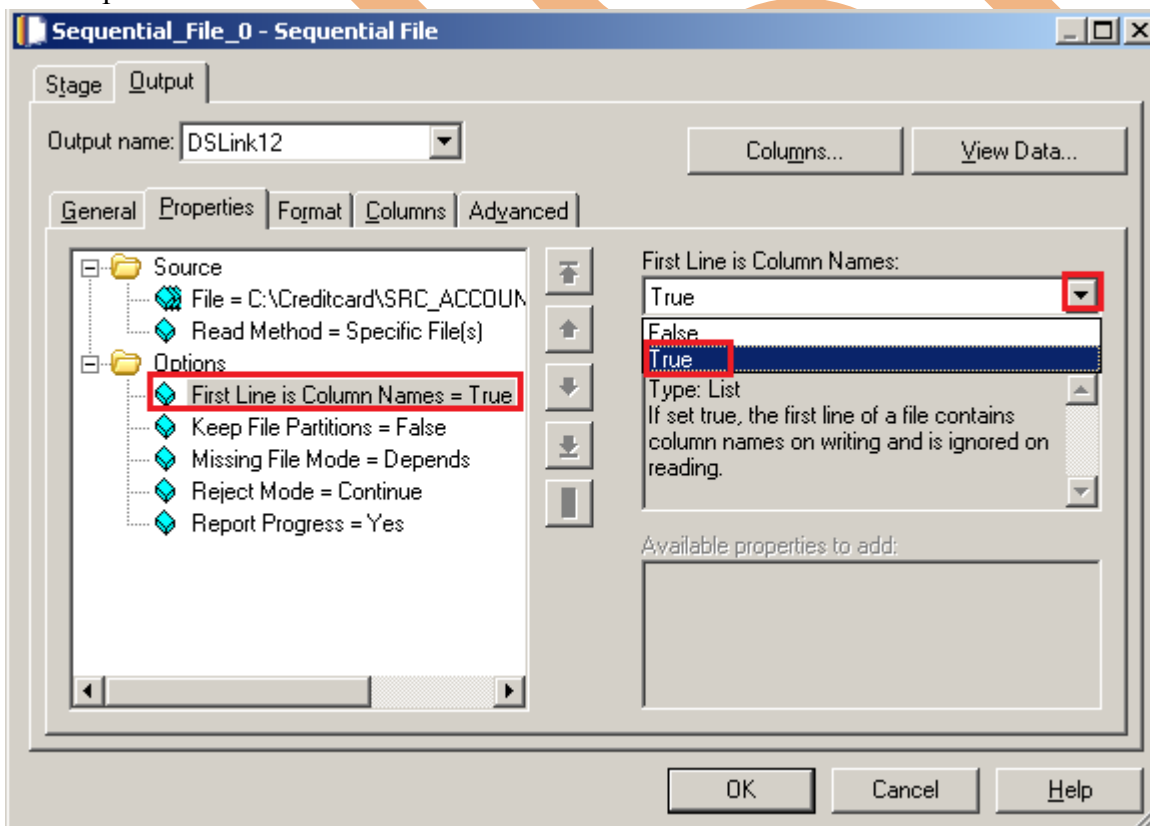 Sequential_File_0 - Sequential File
Stage Output
Output name: DSLink12
Columns... View Data...
General Properties Format Columns Advanced
Source
File = C:\Creditcard\SRC_ACCOUN
Read Method = Specific File(s)
Options
First Line is Column Names = True
Keep File Partitions = False
Missing File Mode = Depends
Reject Mode = Continue
Report Progress = Yes
First Line is Column Names:
True
False
True
Type: List
If set true, the first line of a file contains
column names on writing and is ignored on
reading.
Available properties to add:
OK Cancel Help